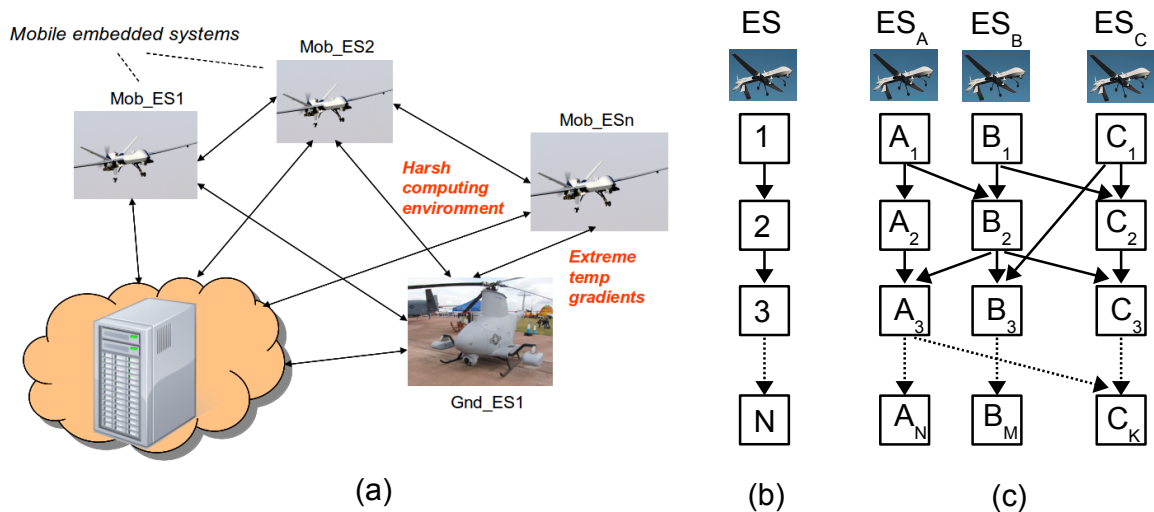 Mobile embedded systems
Mob_ES1
Mob_ES2
Mob_ESn
Harsh
computing
environment
Extreme
temp
gradients
Gnd_ES1
(a)
ES
1
2
3
N
(b)
ES_A ES_B ES_C
A_1 B_1 C_1
A_2 B_2 C_2
A_3 B_3 C_3
A_N B_M C_K
(c)